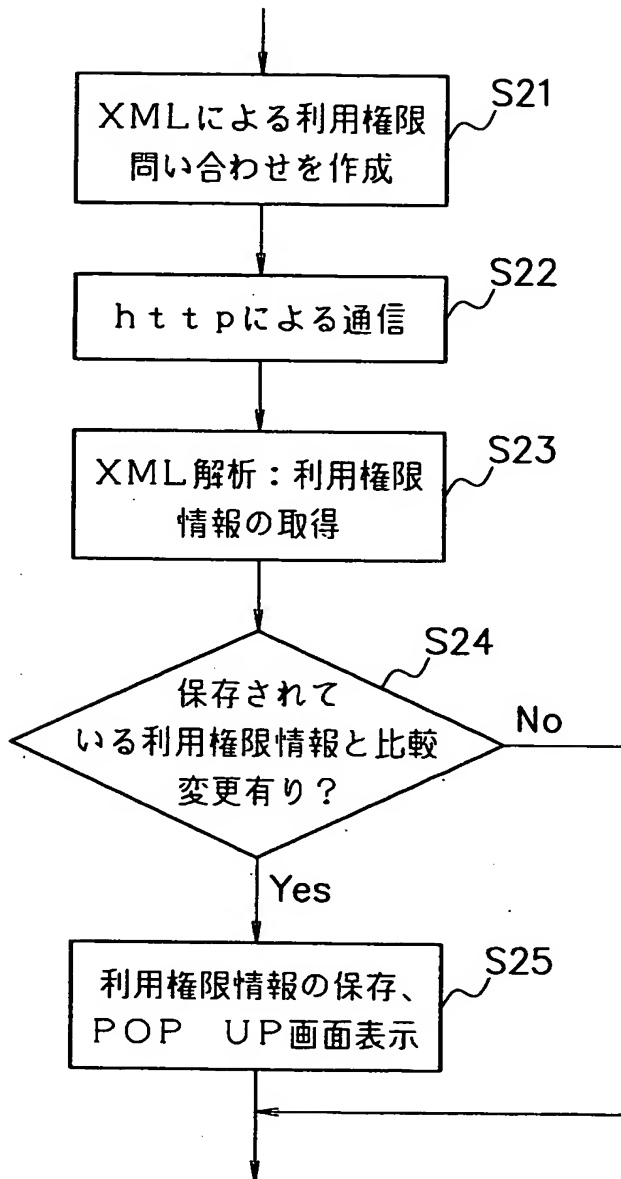 S21
XMLによる利用権限
問い合わせを作成
S22
httpによる通信
S23
XML解析：利用権限
情報の取得
S24
保存されて
いる利用権限情報と比較
変更有り？
No
Yes
S25
利用権限情報の保存、
POP UP画面表示